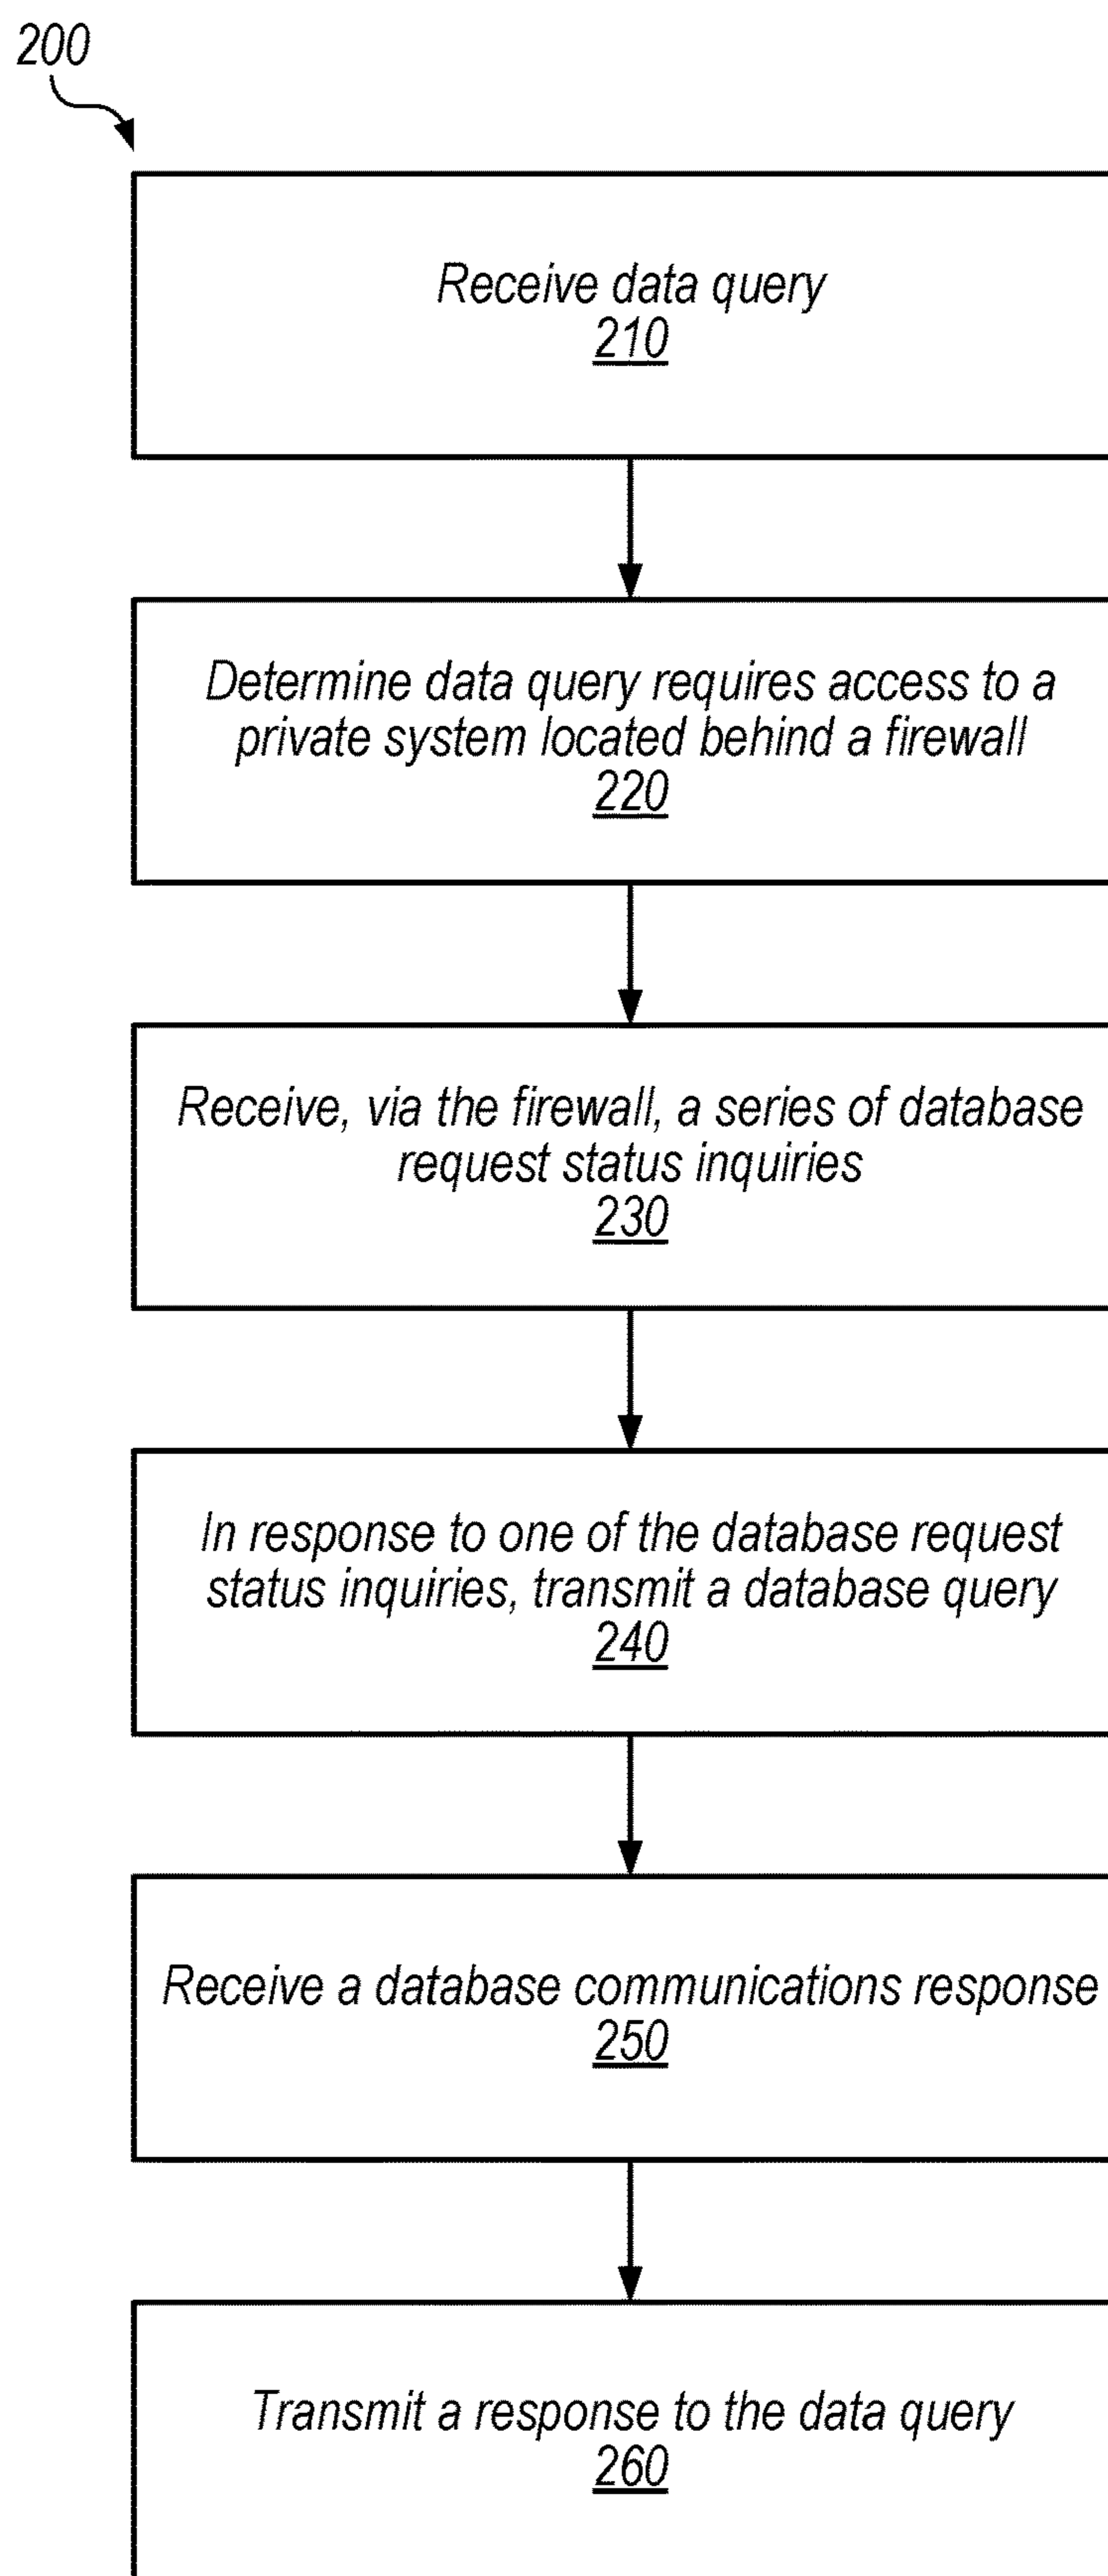 200
Receive data query
210
Determine data query requires access to a
private system located behind a firewall
220
Receive, via the firewall, a series of database
request status inquiries
230
In response to one of the database request
status inquiries, transmit a database query
240
Receive a database communications response
250
Transmit a response to the data query
260